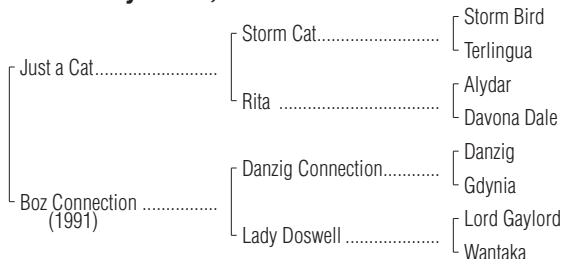 Storm Bird
Storm Cat
Terlingua
Just a Cat
Alydar
Rita
Davona Dale
Danzig
Danzig Connection
Gdynia
Boz Connection
(1991)
Lord Gaylord
Lady Doswell
Wantaka